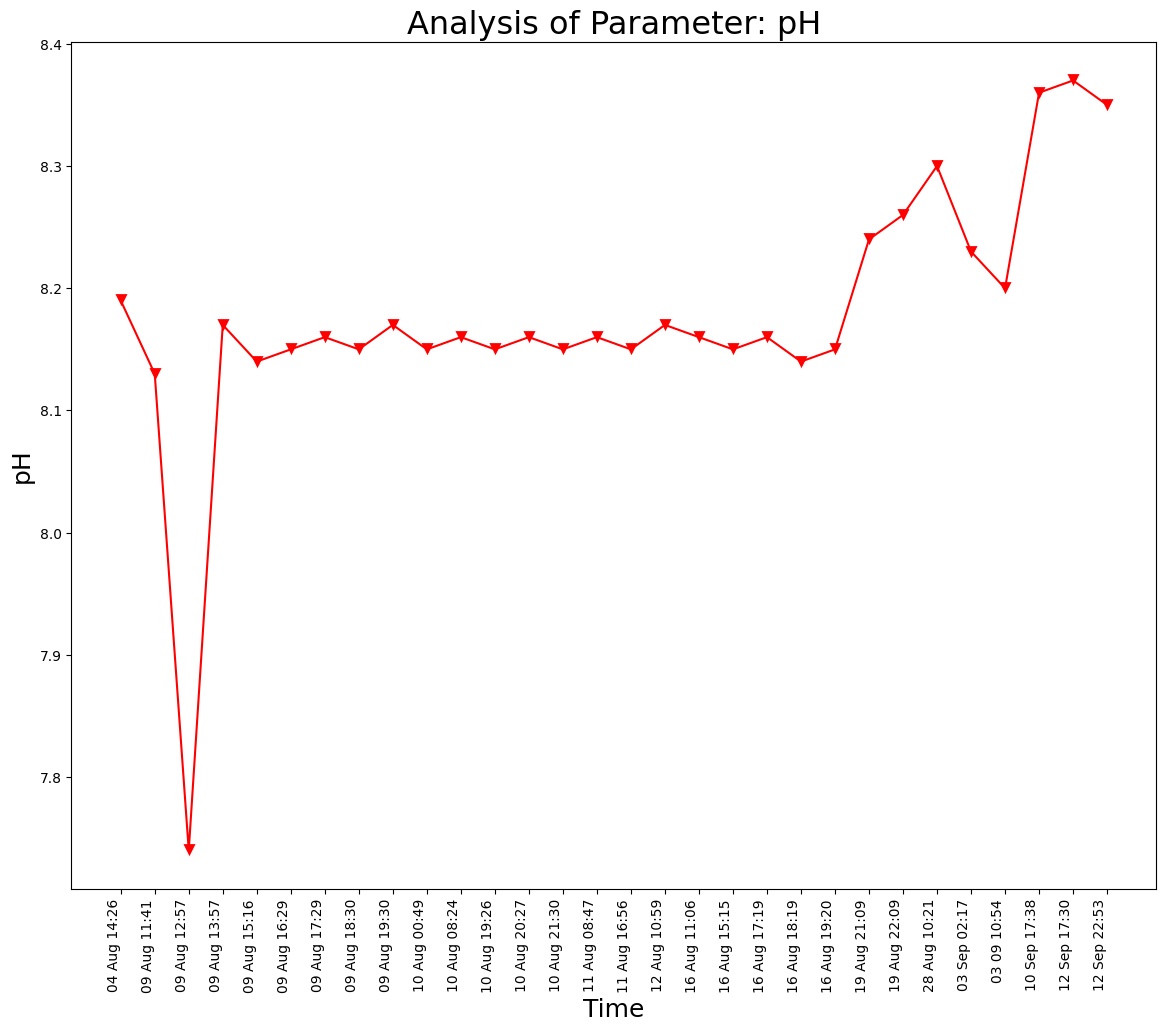 Analysis of Parameter: pH
8.4
8.3
8.2
8.1
8.0
7.9
7.8
pH
04 Aug 14:26
09 Aug 11:41
09 Aug 12:57
09 Aug 13:57
09 Aug 15:16
09 Aug 16:29
09 Aug 17:29
09 Aug 18:30
09 Aug 19:30
10 Aug 00:49
10 Aug 08:24
10 Aug 19:26
10 Aug 20:27
10 Aug 21:30
11 Aug 08:47
11 Aug 16:56
12 Aug 10:59
16 Aug 11:06
16 Aug 15:15
16 Aug 17:19
16 Aug 18:19
16 Aug 19:20
19 Aug 21:09
19 Aug 22:09
28 Aug 10:21
03 Sep 02:17
03 09 10:54
10 Sep 17:38
12 Sep 17:30
12 Sep 22:53
Time